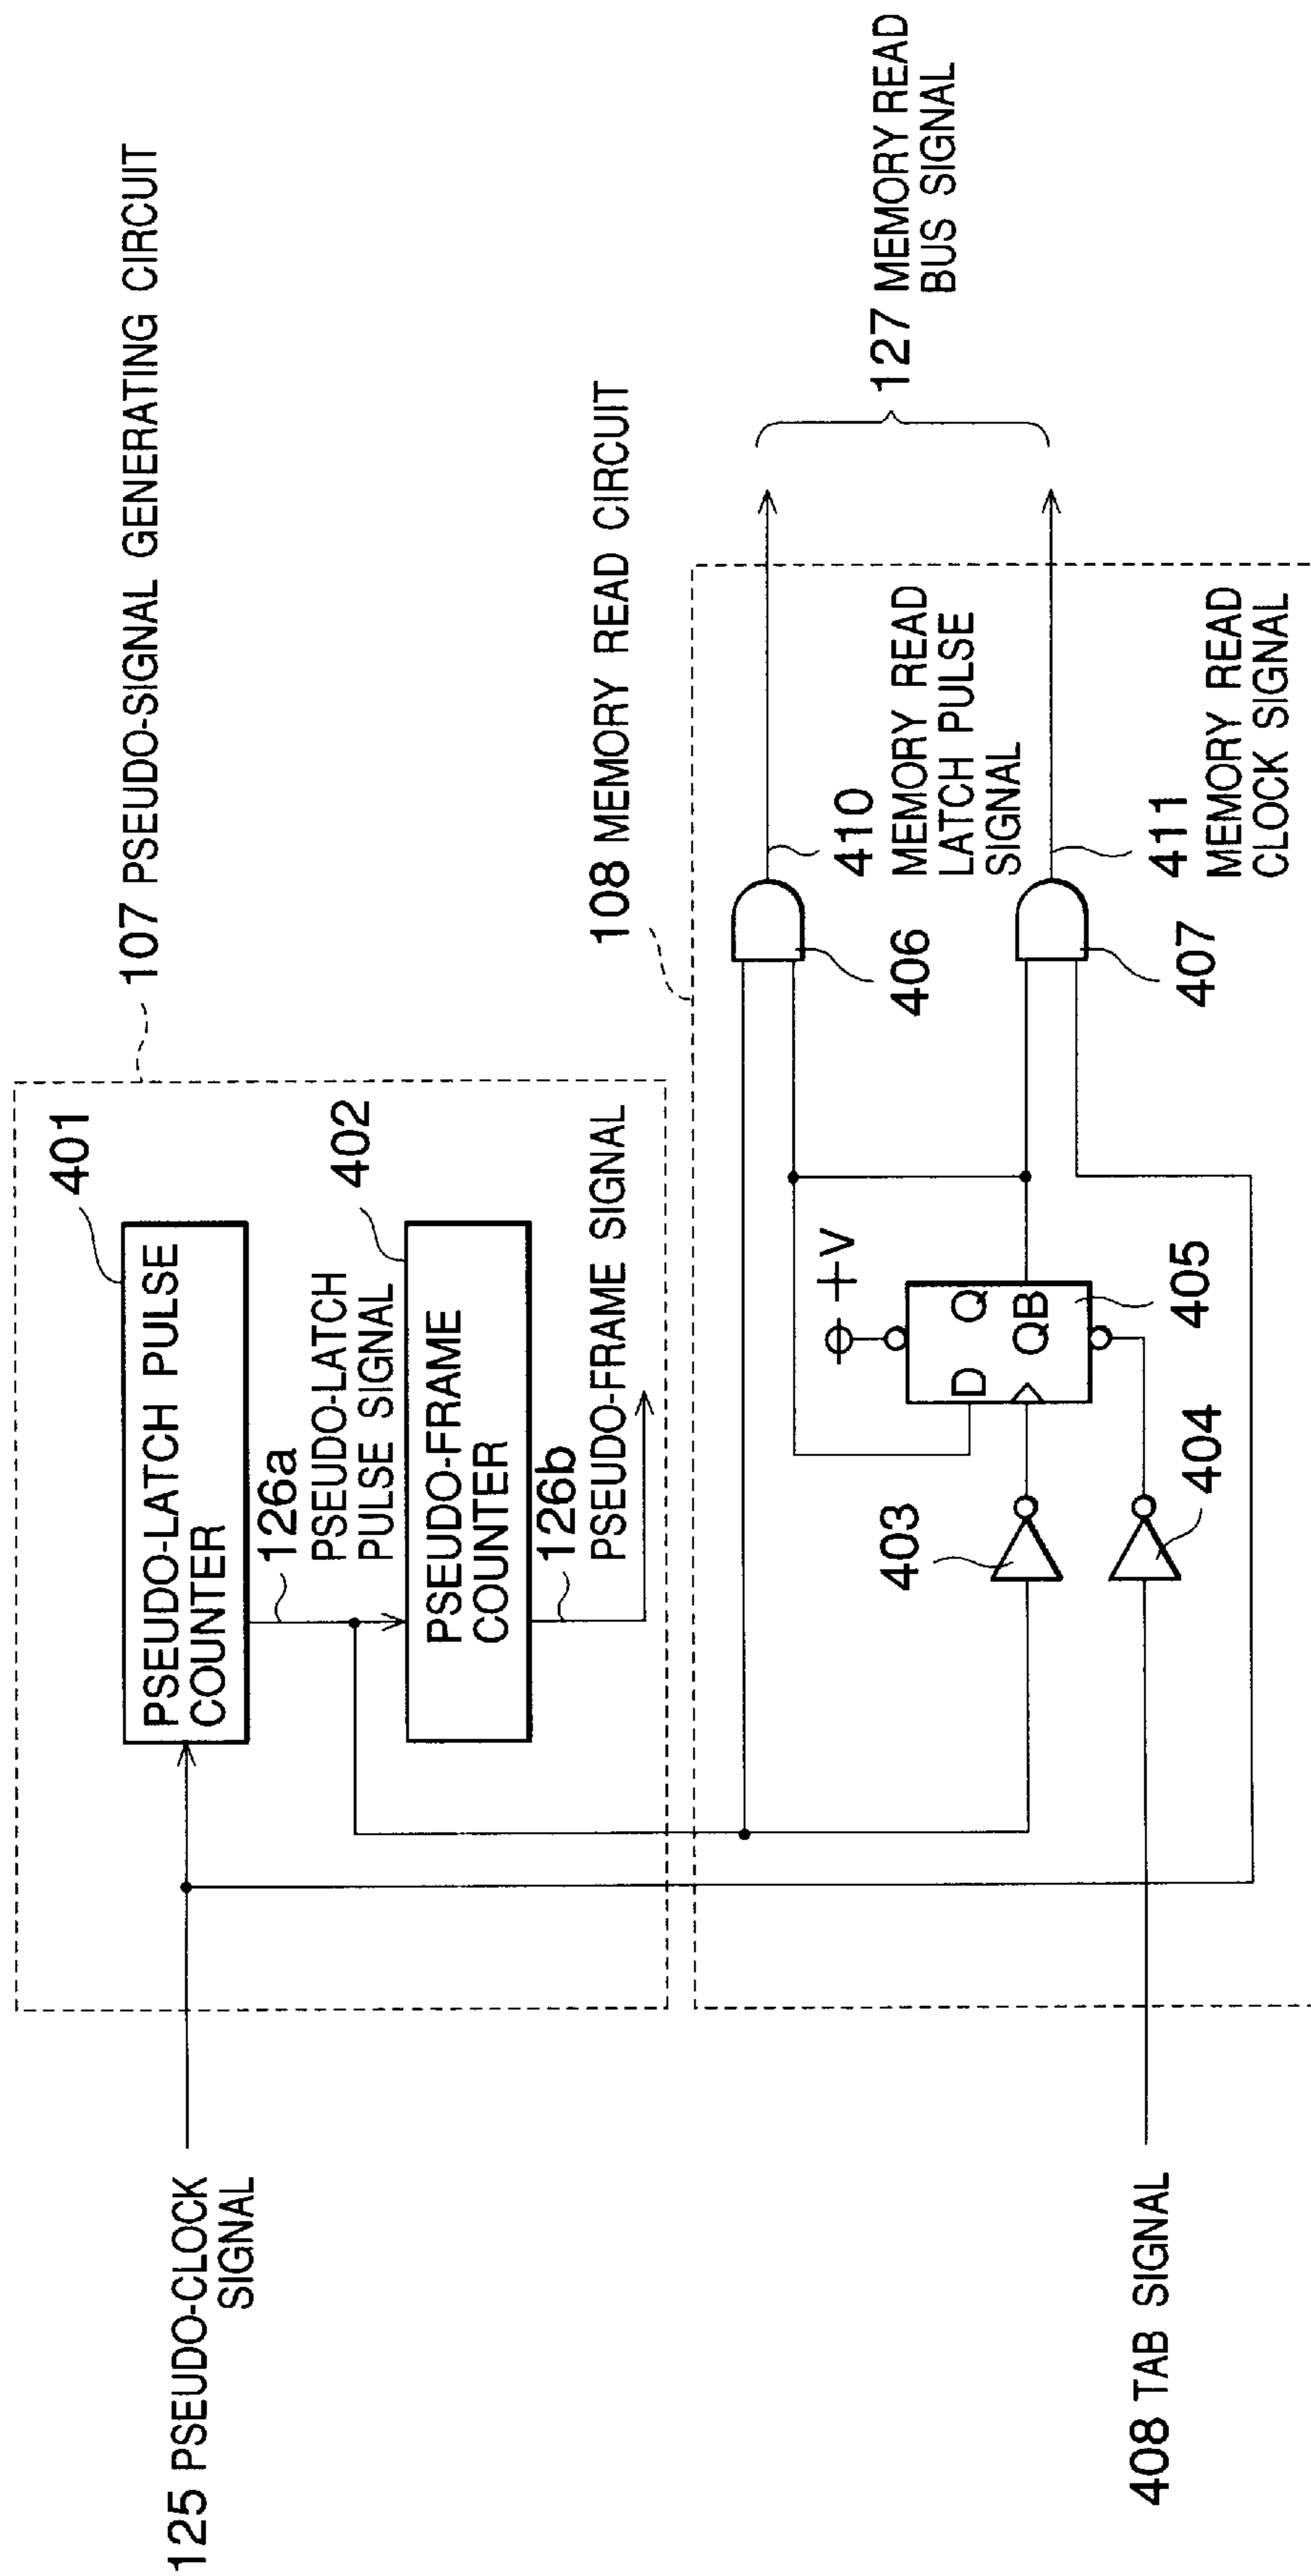 125 PSEUDO-CLOCK
SIGNAL
107 PSEUDO-SIGNAL GENERATING CIRCUIT
401
PSEUDO-LATCH PULSE
COUNTER
126a
PSEUDO-LATCH
PULSE SIGNAL
402
PSEUDO-FRAME
COUNTER
126b
PSEUDO-FRAME SIGNAL
108 MEMORY READ CIRCUIT
127 MEMORY READ
BUS SIGNAL
406
410
MEMORY READ
LATCH PULSE
SIGNAL
+V
D Q
QB
405
403
404
407
411
MEMORY READ
CLOCK SIGNAL
408 TAB SIGNAL